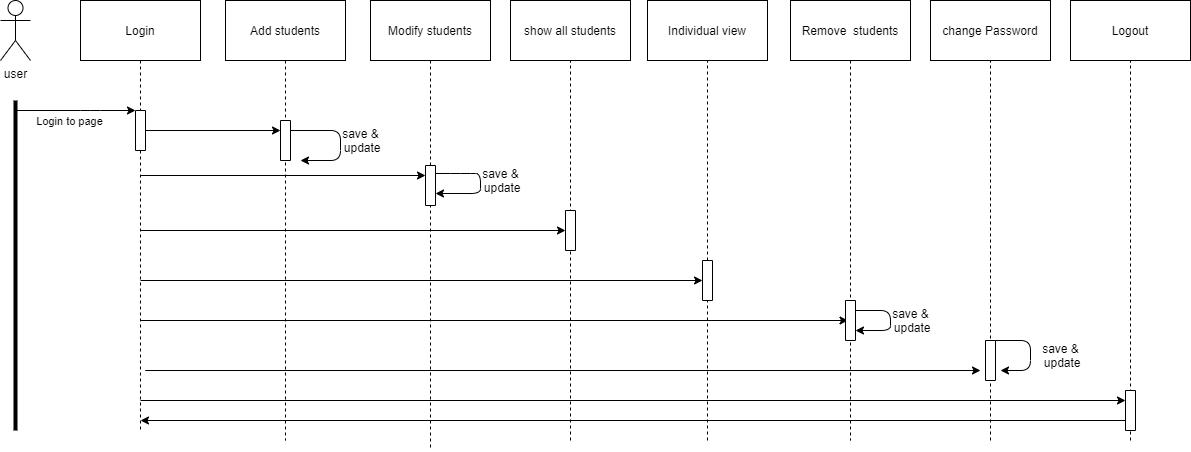 Login
Add students
Modify students
show all students
Individual view
Remove  students
change Password
Logout
user
Login to page
save &
update
save &
update
save &
update
save &
update